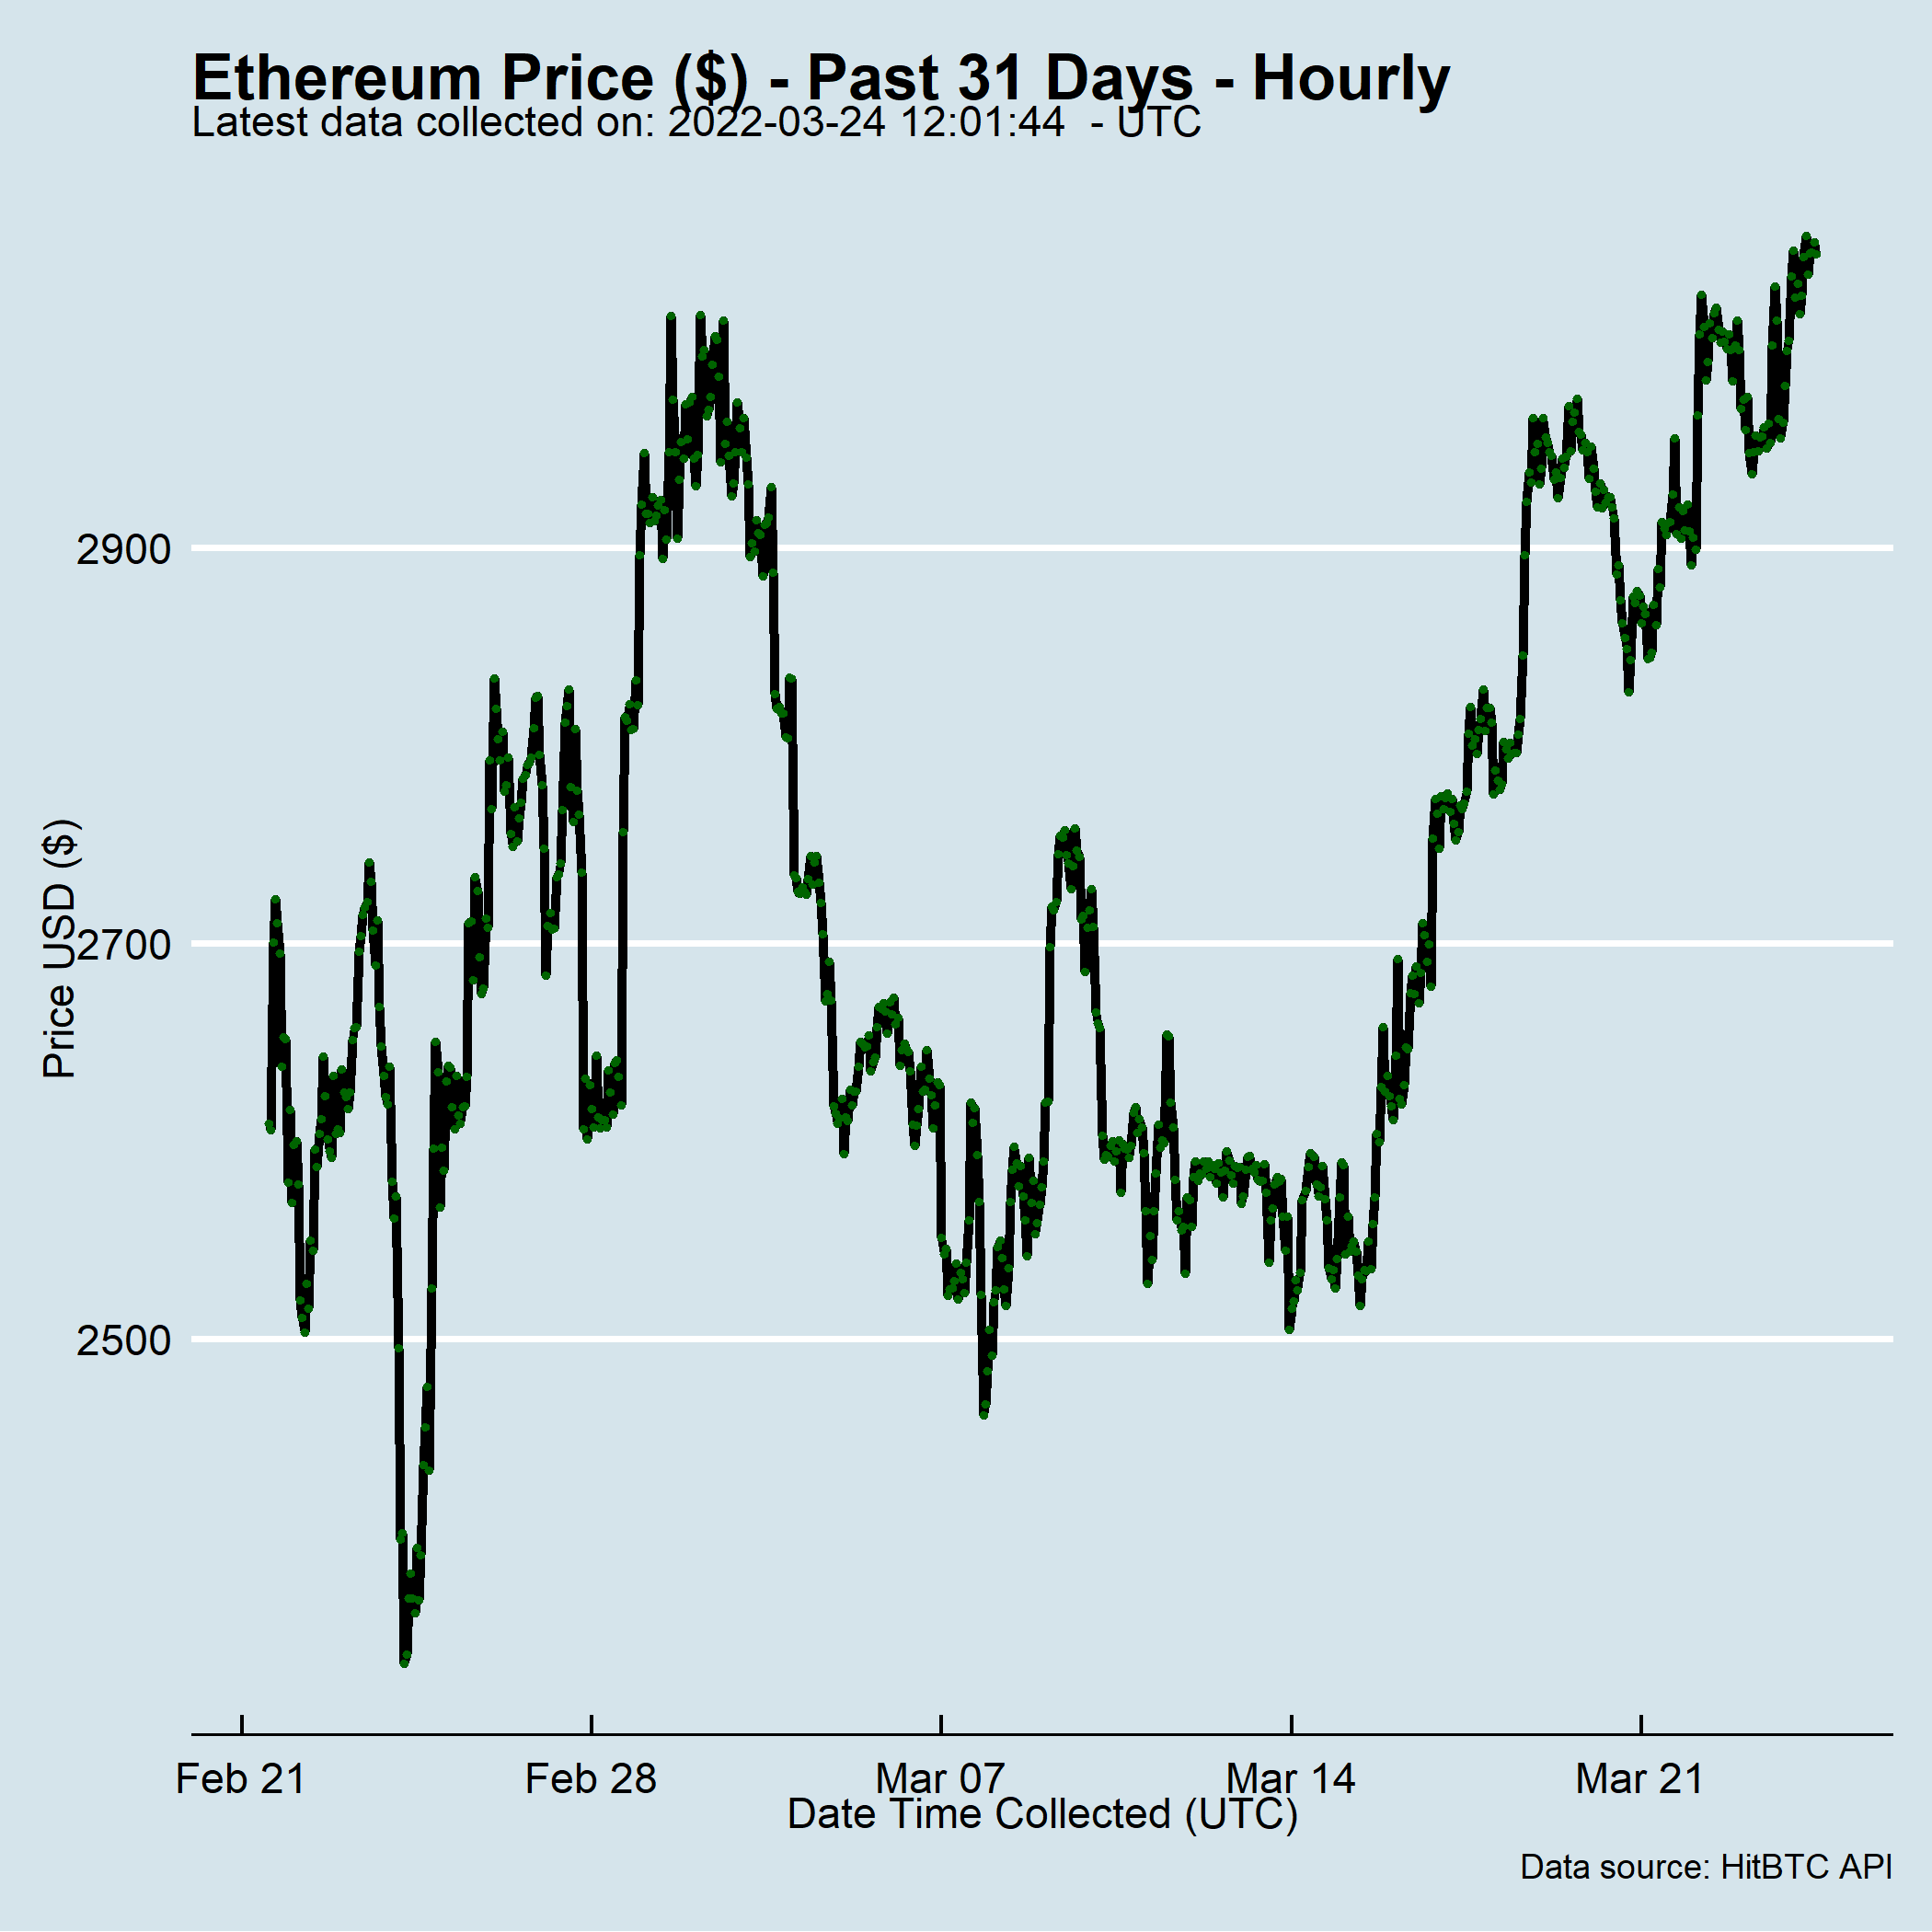 Ethereum Price ($) - Past 31 Days - Hourly
Latest data collected on: 2022-03-24 12:01:44  - UTC
Price USD ($)
2900
2700
2500
Feb 21
Feb 28
Mar 07
Mar 14
Mar 21
Date Time Collected (UTC)
Data source: HitBTC API